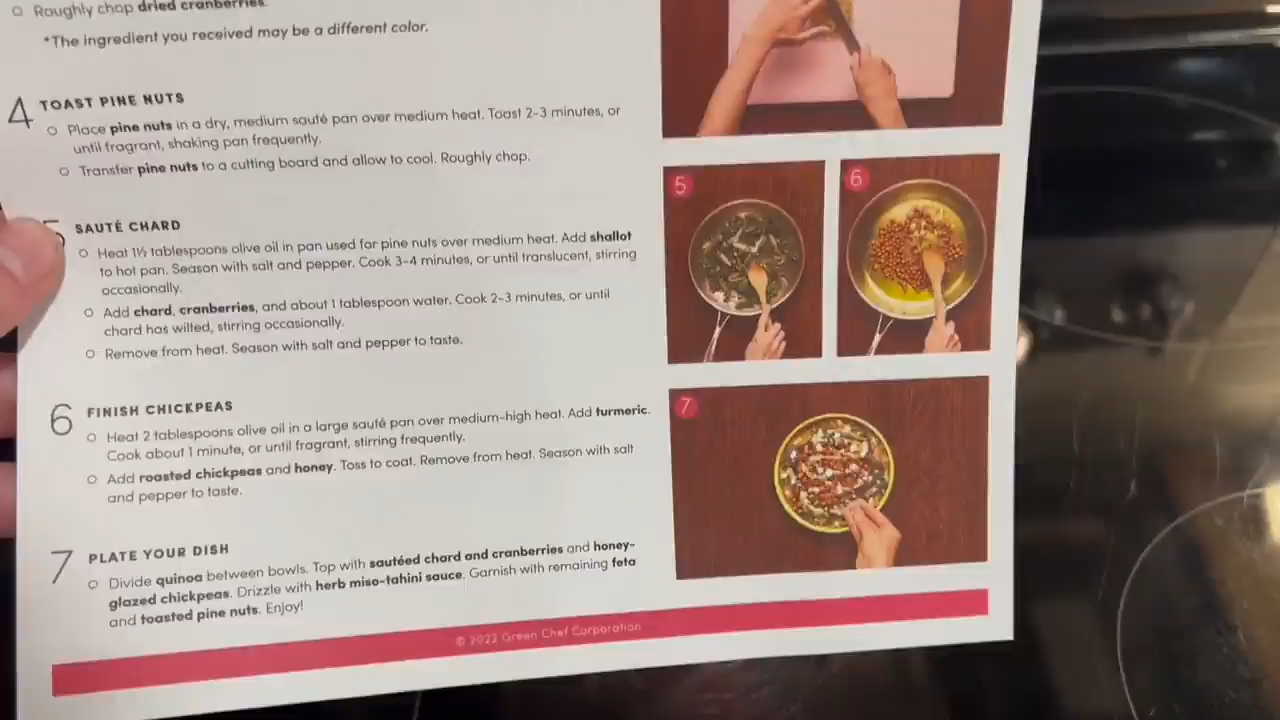 Roughly chop dried cranberries.
*The ingredient you received may be a different color.
4 TOAST PINE NUTS
Place pine nuts in a dry, medium sauté pan over medium heat. Toast 2-3 minutes, or
until fragrant, shaking pan frequently.
Transfer pine nuts to a cutting board and allow to cool. Roughly chop.
5 SAUTÉ CHARD
Heat 1½ tablespoons olive oil in pan used for pine nuts over medium heat. Add shallot
to hot pan. Season with salt and pepper. Cook 3-4 minutes, or until translucent, stirring
occasionally.
Add chard, cranberries, and about 1 tablespoon water. Cook 2-3 minutes, or until
chard has wilted, stirring occasionally.
Remove from heat. Season with salt and pepper to taste.
6 FINISH CHICKPEAS
Heat 2 tablespoons olive oil in a large sauté pan over medium-high heat. Add turmeric.
Cook about 1 minute, or until fragrant, stirring frequently.
Add roasted chickpeas and honey. Toss to coat. Remove from heat. Season with salt
and pepper to taste.
7 PLATE YOUR DISH
Divide quinoa between bowls. Top with sautéed chard and cranberries and honey-
glazed chickpeas. Drizzle with herb miso-tahini sauce. Garnish with remaining feta
and toasted pine nuts. Enjoy!
5
6
7
© 2022 Green Chef Corporation